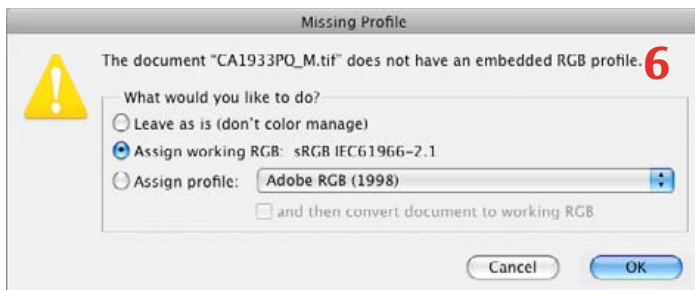 Missing Profile
The document "CA1933PQ_M.tif" does not have an embedded RGB profile. 6
What would you like to do?
Leave as is (don't color manage)
Assign working RGB: sRGB IEC61966-2.1
Assign profile: Adobe RGB (1998)
and then convert document to working RGB
Cancel OK